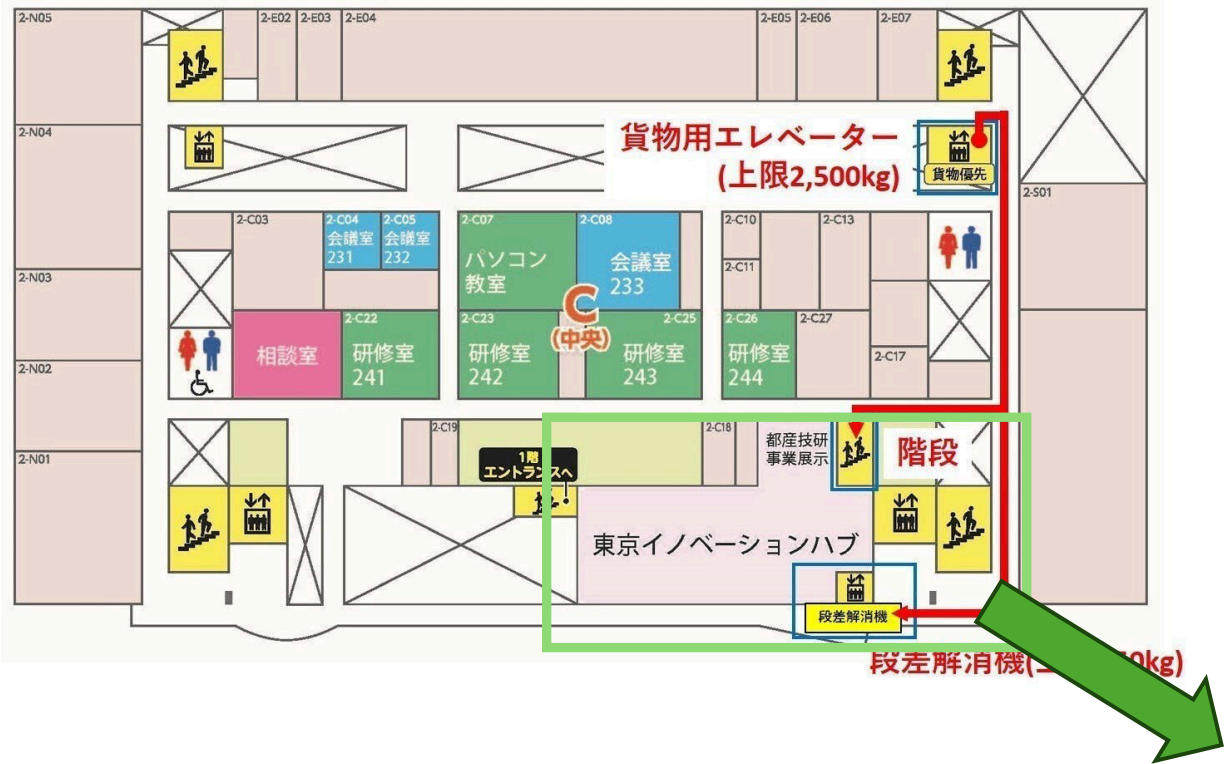 2-N05
2-E02
2-E03
2-E04
2-E05
2-E06
2-E07
2-N04
貨物用エレベーター
(上限2,500kg)
貨物優先
2-S01
2-C03
2-C04
会議室
231
2-C05
会議室
232
2-C07
パソコン
教室
2-C08
会議室
233
2-C10
2-C13
2-C11
2-N03
C
(中央)
相談室
2-C22
研修室
241
2-C23
研修室
242
2-C25
研修室
243
2-C26
研修室
244
2-C27
2-C17
2-N02
2-C19
2-C18
都産技研
事業展示
階段
2-N01
1階
エントランスへ
東京イノベーションハブ
段差解消機
段差解消機(
kg)